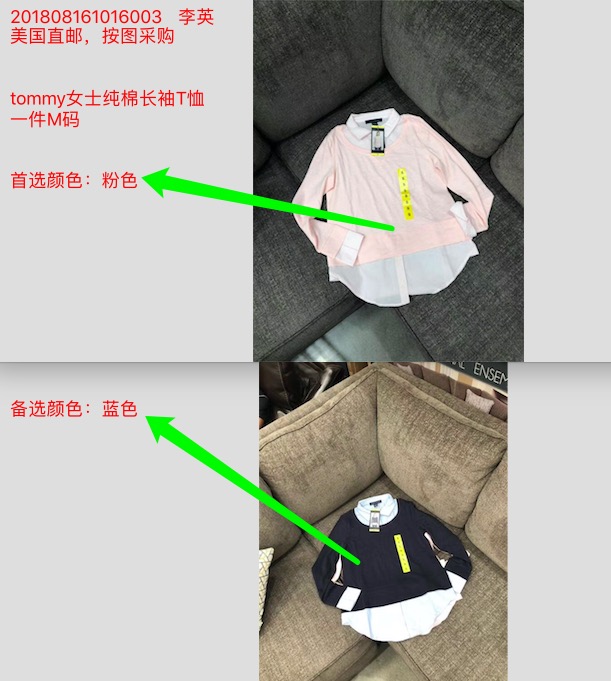 201808161016003 李英
美国直邮，按图采购
tommy女士纯棉长袖T恤
一件M码
首选颜色：粉色
备选颜色：蓝色
ENSEM